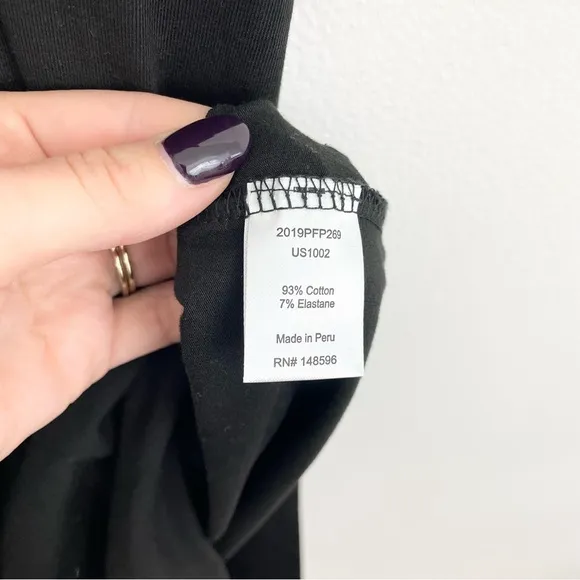 2019PFP269
US1002
93% Cotton
7% Elastane
Made in Peru
RN# 148596